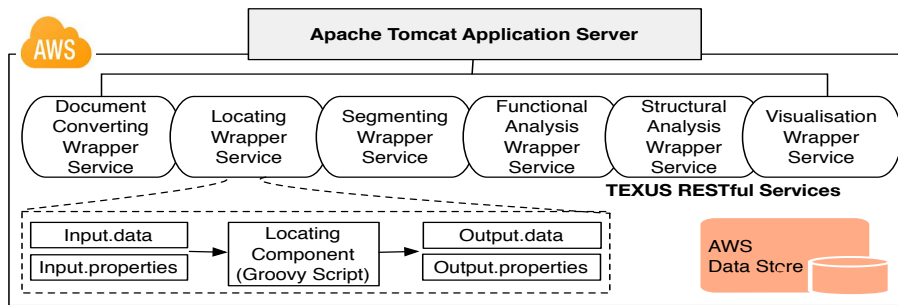 AWS
Apache Tomcat Application Server
Document
Converting
Wrapper
Service
Locating
Wrapper
Service
Segmenting
Wrapper
Service
Functional
Analysis
Wrapper
Service
Structural
Analysis
Wrapper
Service
Visualisation
Wrapper
Service
TEXUS RESTful Services
Input.data
Input.properties
Locating
Component
(Groovy Script)
Output.data
Output.properties
AWS
Data Store